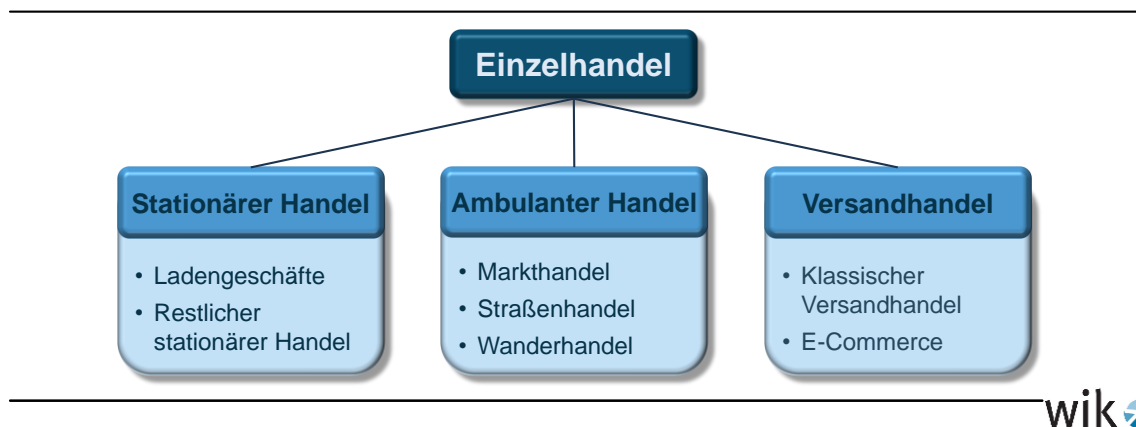 Einzelhandel
Stationärer Handel
• Ladengeschäfte
• Restlicher
stationärer Handel
Ambulanter Handel
• Markthandel
• Straßenhandel
• Wanderhandel
Versandhandel
• Klassischer
Versandhandel
• E-Commerce
wik